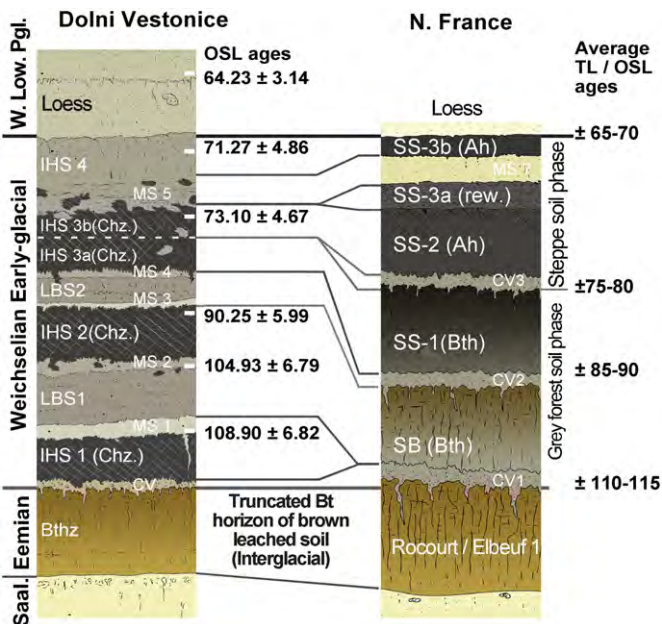 Dolni Vestonice
N. France
W. Low. Pgl.
Weichselian Early-glacial
Eemian
Saal.
Loess
IHS 4
MS 5
IHS 3b(Chz.)
IHS 3a(Chz.)
MS 4
LBS2
MS 3
IHS 2(Chz.)
MS 2
LBS1
MS 1
IHS 1 (Chz.)
CV
Bthz
OSL ages
64.23 ± 3.14
71.27 ± 4.86
73.10 ± 4.67
90.25 ± 5.99
104.93 ± 6.79
108.90 ± 6.82
Truncated Bt
horizon of brown
leached soil
(Interglacial)
Loess
SS-3b (Ah)
MS 7
SS-3a (rew.)
SS-2 (Ah)
CV3
SS-1(Bth)
CV2
SB (Bth)
CV1
Rocourt / Elbeuf 1
Average
TL / OSL
ages
± 65-70
Steppe soil phase
±75-80
Grey forest soil phase
± 85-90
± 110-115